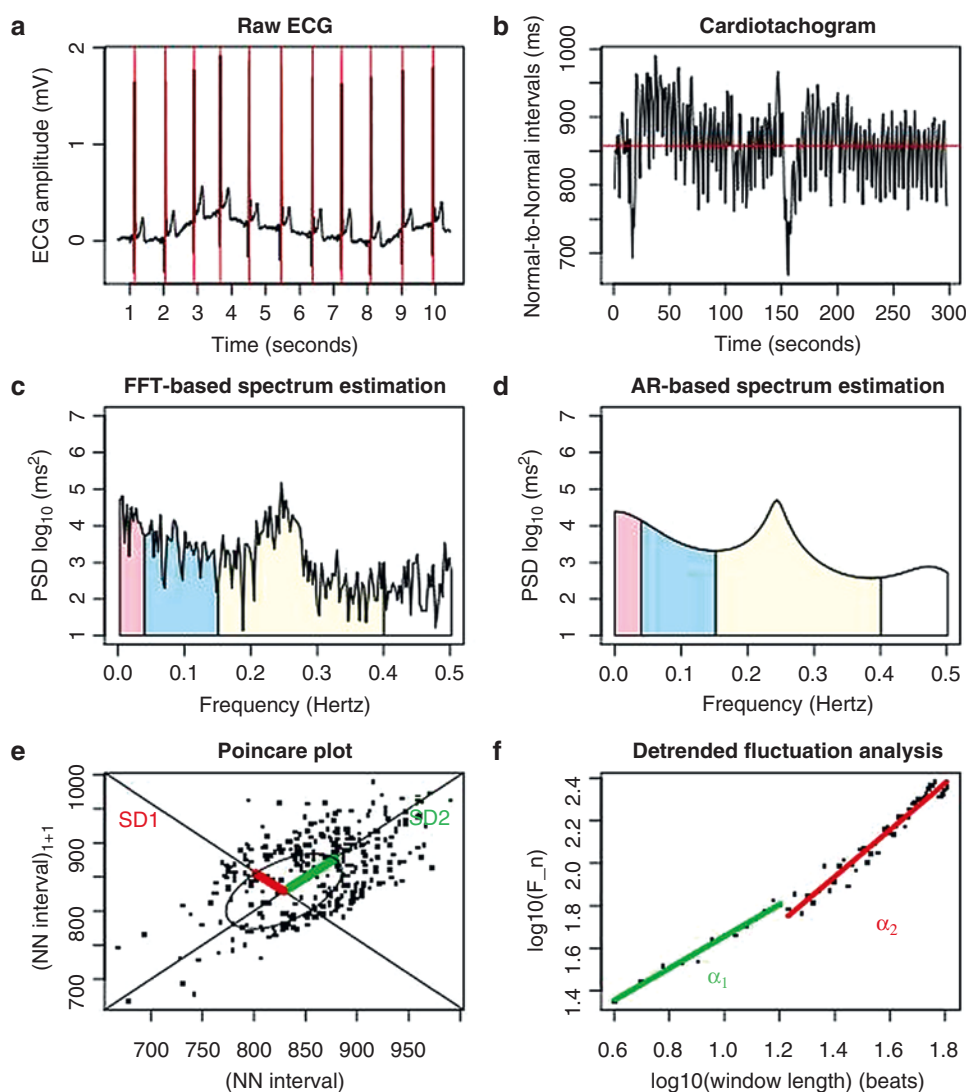 a Raw ECG
ECG amplitude (mV)
2
1
0
1 2 3 4 5 6 7 8 9 10
Time (seconds)
b Cardiotachogram
Normal-to-Normal intervals (ms)
1000
900
800
700
0 50 100 150 200 250 300
Time (seconds)
c FFT-based spectrum estimation
PSD log₁₀ (ms²)
7
6
5
4
3
2
1
0.0 0.1 0.2 0.3 0.4 0.5
Frequency (Hertz)
d AR-based spectrum estimation
PSD log₁₀ (ms²)
7
6
5
4
3
2
1
0.0 0.1 0.2 0.3 0.4 0.5
Frequency (Hertz)
e Poincare plot
(NN interval)₁₊₁
1000
900
800
700
SD1
SD2
700 800 850 900 950
(NN interval)
f Detrended fluctuation analysis
log10(F_n)
2.4
2.2
2.0
1.8
1.6
1.4
α₂
α₁
0.6 0.8 1.0 1.2 1.4 1.6 1.8
log10(window length) (beats)